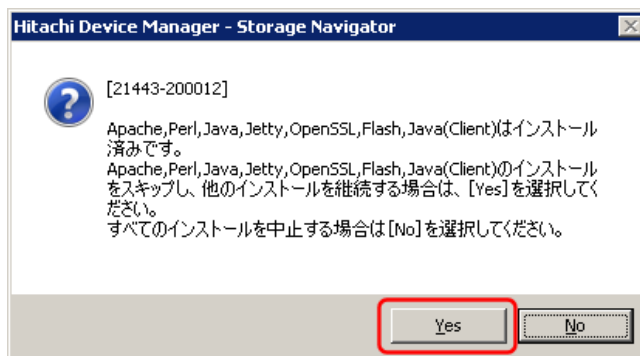 Hitachi Device Manager - Storage Navigator
[21443-200012]
Apache,Perl,Java,Jetty,OpenSSL,Flash,Java(Client)はインストール
済みです。
Apache,Perl,Java,Jetty,OpenSSL,Flash,Java(Client)のインストール
をスキップし、他のインストールを継続する場合は、[Yes]を選択してく
ださい。
すべてのインストールを中止する場合は[No]を選択してください。
Yes
No